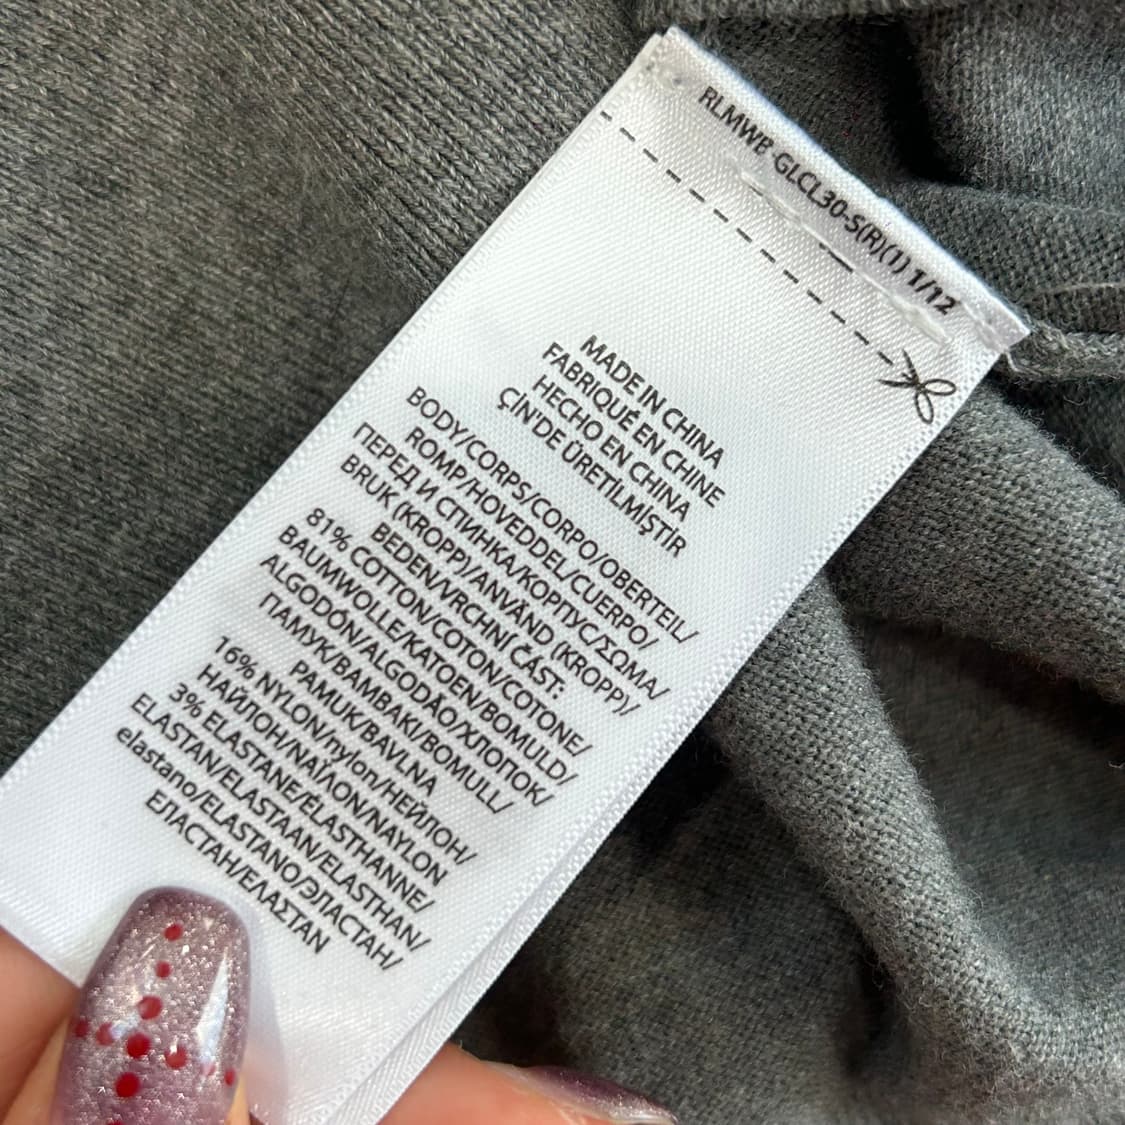 RLMWE GLCL30-S(R)(1) 1/12
MADE IN CHINA
FABRIQUÉ EN CHINE
HECHO EN CHINA
ÇİN'DE ÜRETİLMİŞTİR
BODY/CORPS/CORPO/OBERTEIL/
ROMP/HOVEDDEL/CUERPO/
ПЕРЕД И СПИНКА/КОРПУС/ΣΩΜΑ/
BRUK (KROPP)/ANVÄND (KROPP)/
BEDEN/VRCHNÍ ČÁST:
81% COTTON/COTON/COTONE/
BAUMWOLLE/KATOEN/BOMULD/
ALGODÓN/ALGODÃO/ХЛОПОК/
ПАМУК/ΒΑΜΒΑΚΙ/BOMULL/
PAMUK/BAVLNA
16% NYLON/nylon/НЕЙЛОН/
НАЙЛОН/ΝΑΪΛΟΝ/NAYLON
3% ELASTANE/ÉLASTHANNE/
ELASTAN/ELASTAAN/ELASTHAN/
elastano/ELASTANO/ЭЛАСТАН/
ЕЛАСТАН/ΕΛΑΣΤΑΝ